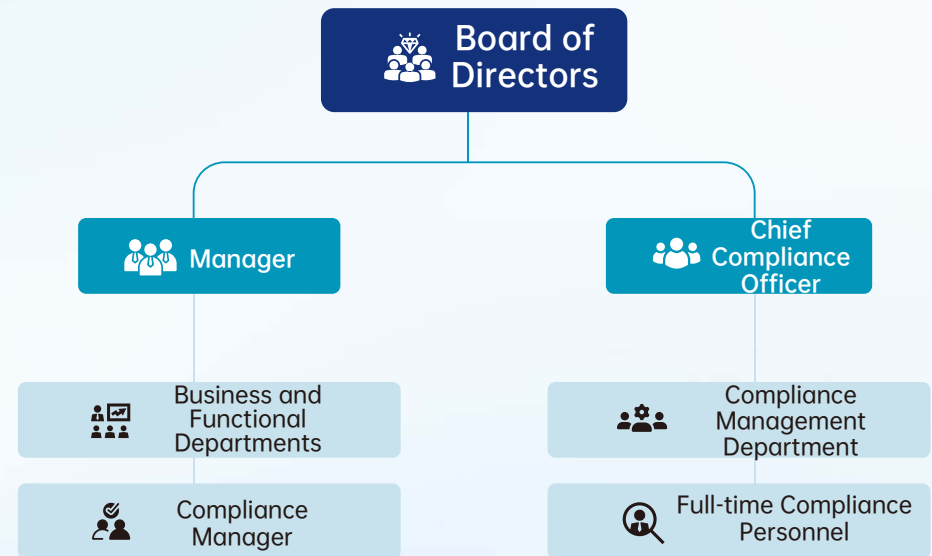 Board of
Directors
Manager
Chief
Compliance
Officer
Business and
Functional
Departments
Compliance
Management
Department
Compliance
Manager
Full-time Compliance
Personnel